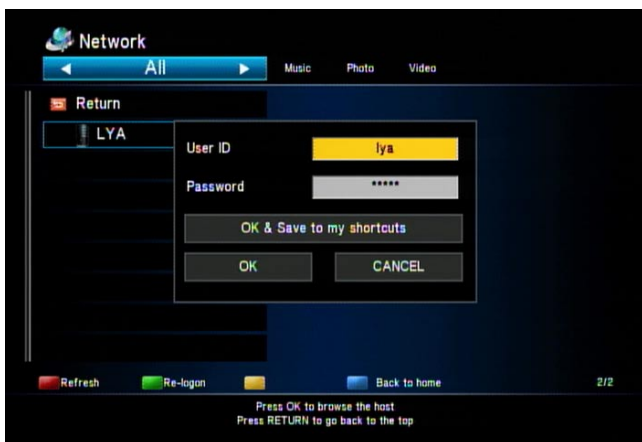 Network
All Music Photo Video
Return
LYA
User ID lya
Password *****
OK & Save to my shortcuts
OK CANCEL
Refresh Re-logon Back to home 2/2
Press OK to browse the host
Press RETURN to go back to the top